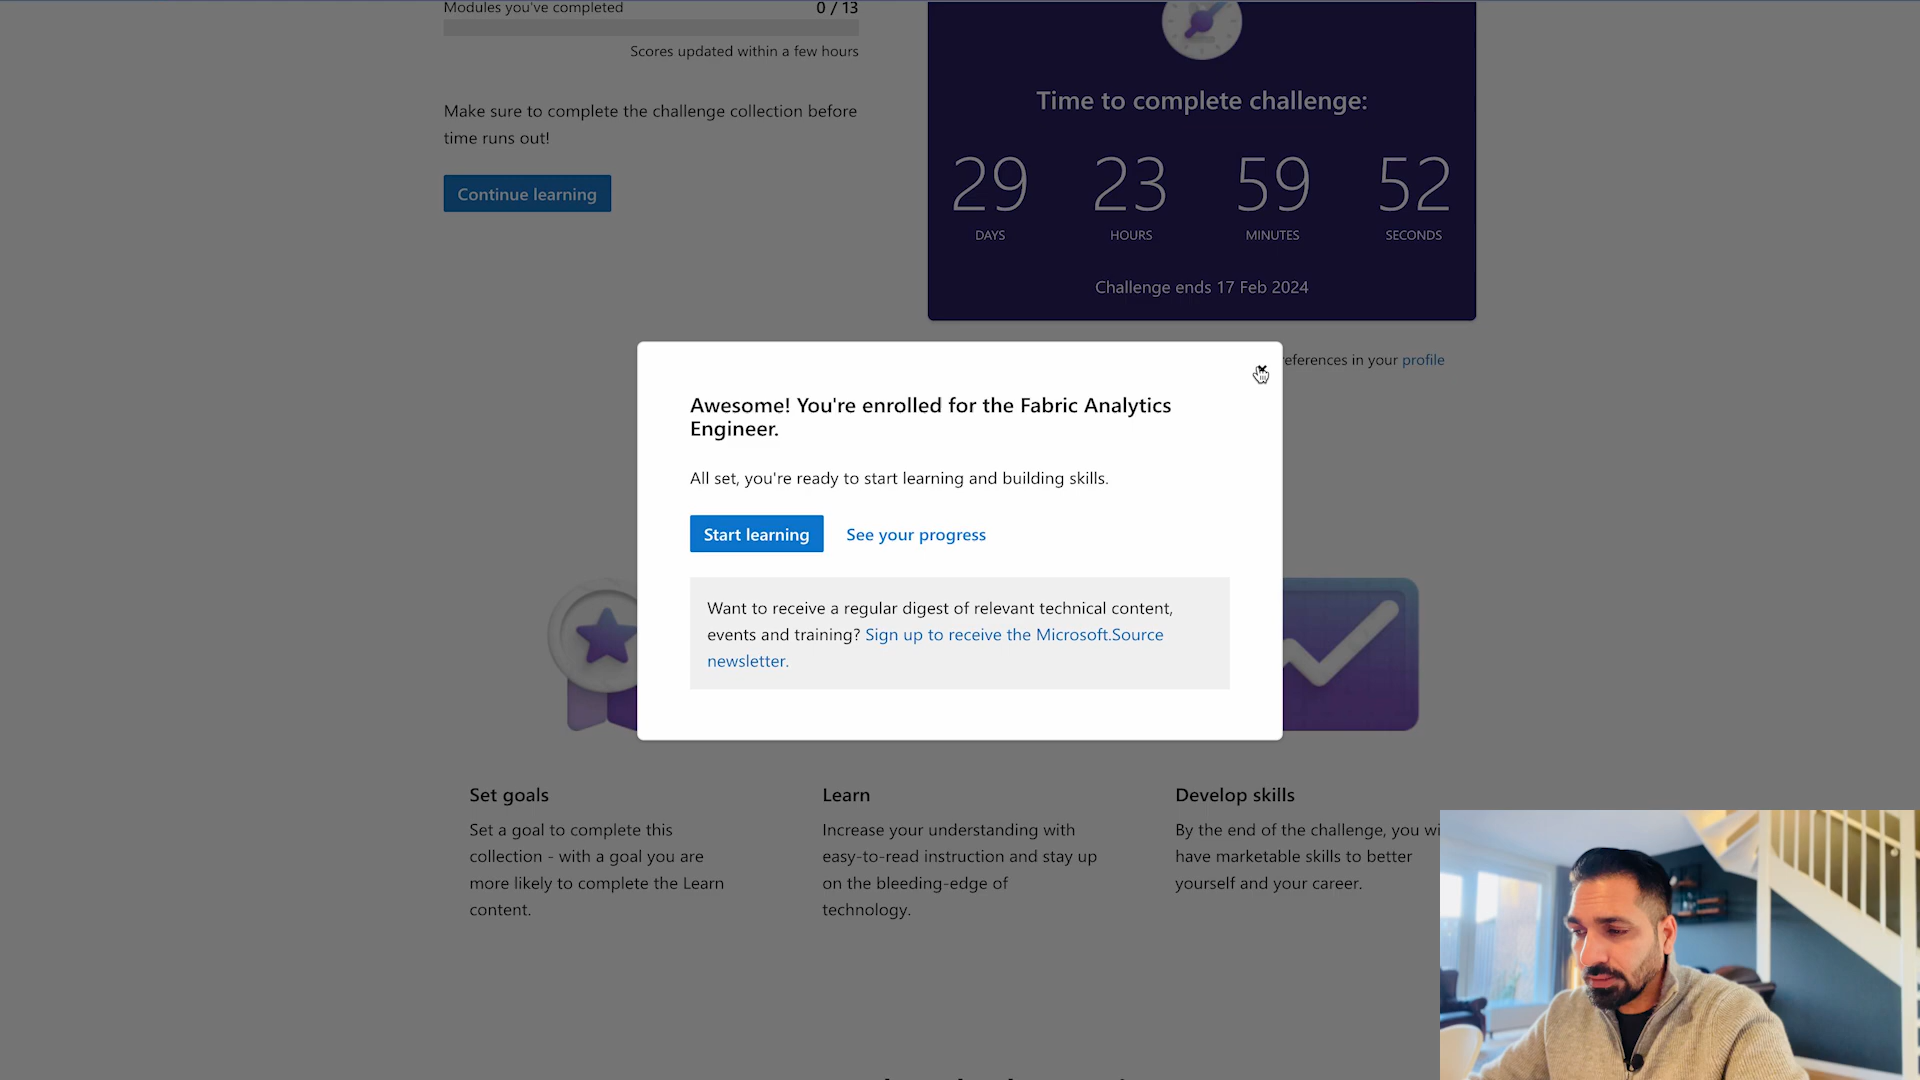 Modules you've completed 0 / 13
Scores updated within a few hours
Make sure to complete the challenge collection before
time runs out!
Continue learning
Time to complete challenge:
29 23 59 52
DAYS HOURS MINUTES SECONDS
Challenge ends 17 Feb 2024
eferences in your profile
Awesome! You're enrolled for the Fabric Analytics
Engineer.
All set, you're ready to start learning and building skills.
Start learning See your progress
Want to receive a regular digest of relevant technical content,
events and training? Sign up to receive the Microsoft.Source
newsletter.
Set goals
Set a goal to complete this
collection - with a goal you are
more likely to complete the Learn
content.
Learn
Increase your understanding with
easy-to-read instruction and stay up
on the bleeding-edge of
technology.
Develop skills
By the end of the challenge, you wi
have marketable skills to better
yourself and your career.